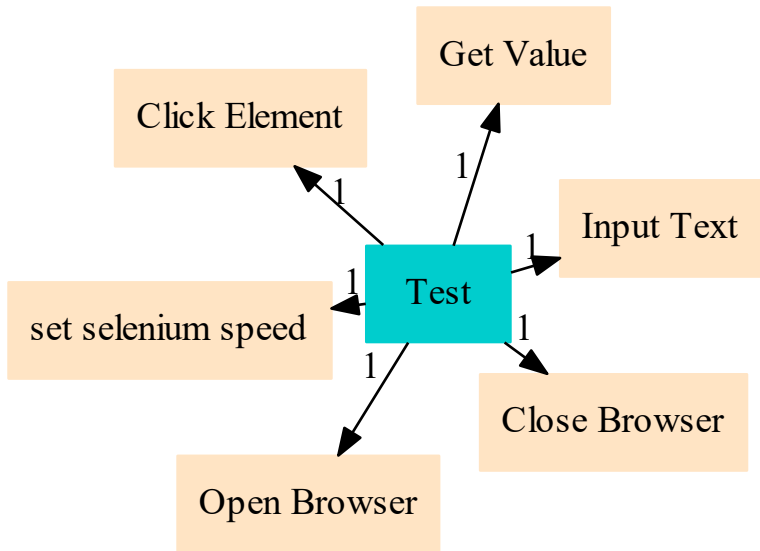 Get Value
Click Element
1
1
Input Text
1
1
Test
set selenium speed
1
1
Close Browser
Open Browser